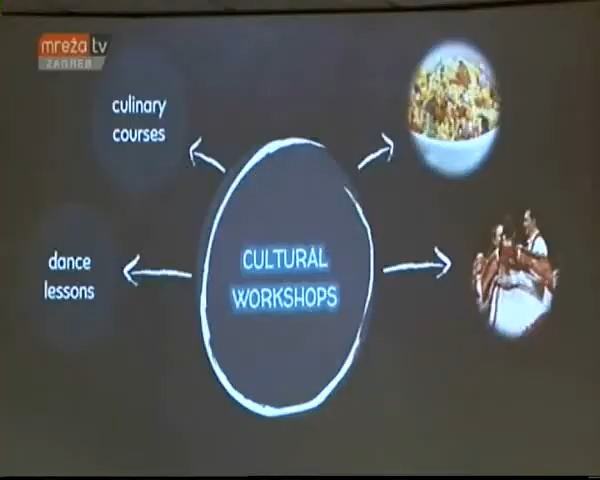 mreža tv
ZAGREB
culinary
courses
dance
lessons
CULTURAL
WORKSHOPS